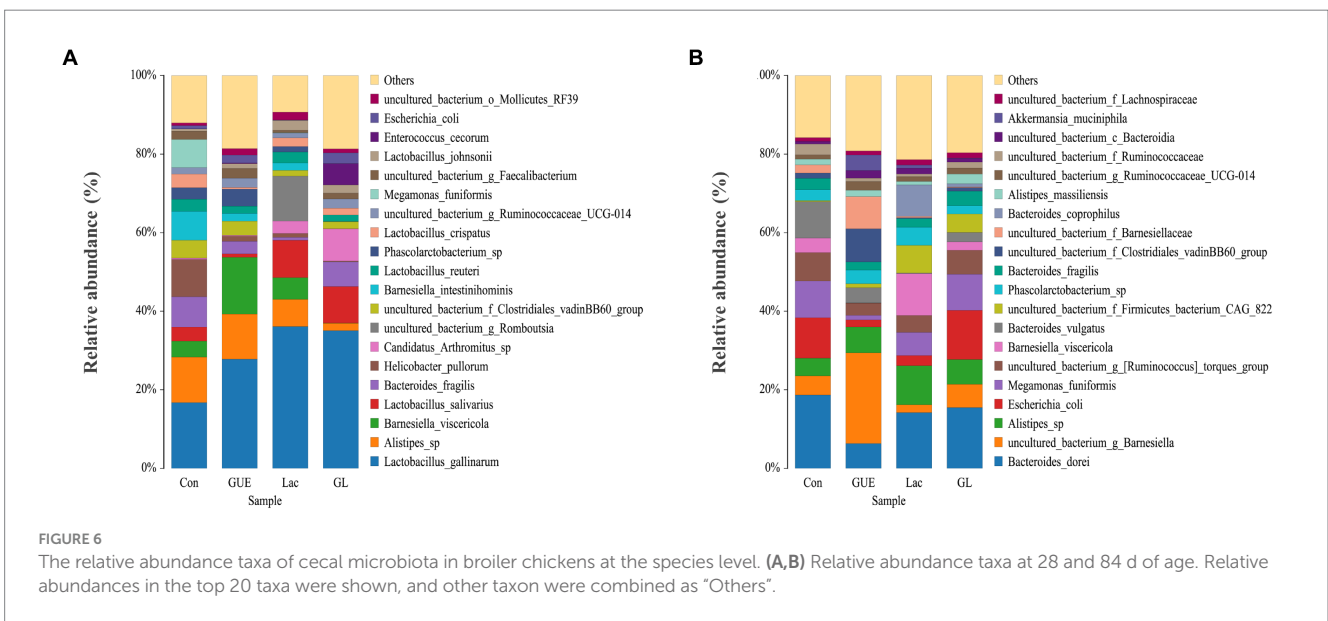 A
Relative abundance (%)
100%
80%
60%
40%
20%
0%
Con GUE Lac GL
Sample
Others
uncultured_bacterium_o_Mollicutes_RF39
Escherichia_coli
Enterococcus_cecorum
Lactobacillus_johnsonii
uncultured_bacterium_g_Faecalibacterium
Megamonas_funiformis
uncultured_bacterium_g_Ruminococcaceae_UCG-014
Lactobacillus_crispatus
Phascolarctobacterium_sp
Lactobacillus_reuteri
Barnesiella_intestinihominis
uncultured_bacterium_f_Clostridiales_vadinBB60_group
uncultured_bacterium_g_Romboutsia
Candidatus_Arthromitus_sp
Helicobacter_pullorum
Bacteroides_fragilis
Lactobacillus_salivarius
Barnesiella_viscericola
Alistipes_sp
Lactobacillus_gallinarum
B
Relative abundance (%)
00%
80%
60%
40%
20%
0%
Con GUE Lac GL
Sample
Others
uncultured_bacterium_f_Lachnospiraceae
Akkermansia_muciniphila
uncultured_bacterium_c_Bacteroidia
uncultured_bacterium_f_Ruminococcaceae
uncultured_bacterium_g_Ruminococcaceae_UCG-014
Alistipes_massiliensis
Bacteroides_coprophilus
uncultured_bacterium_f_Barnesiellaceae
uncultured_bacterium_f_Clostridiales_vadinBB60_group
Bacteroides_fragilis
Phascolarctobacterium_sp
uncultured_bacterium_f_Firmicutes_bacterium_CAG_822
Bacteroides_vulgatus
Barnesiella_viscericola
uncultured_bacterium_g_[Ruminococcus]_torques_group
Megamonas_funiformis
Escherichia_coli
Alistipes_sp
uncultured_bacterium_g_Barnesiella
Bacteroides_dorei
FIGURE 6
The relative abundance taxa of cecal microbiota in broiler chickens at the species level. (A,B) Relative abundance taxa at 28 and 84 d of age. Relative
abundances in the top 20 taxa were shown, and other taxon were combined as “Others”.